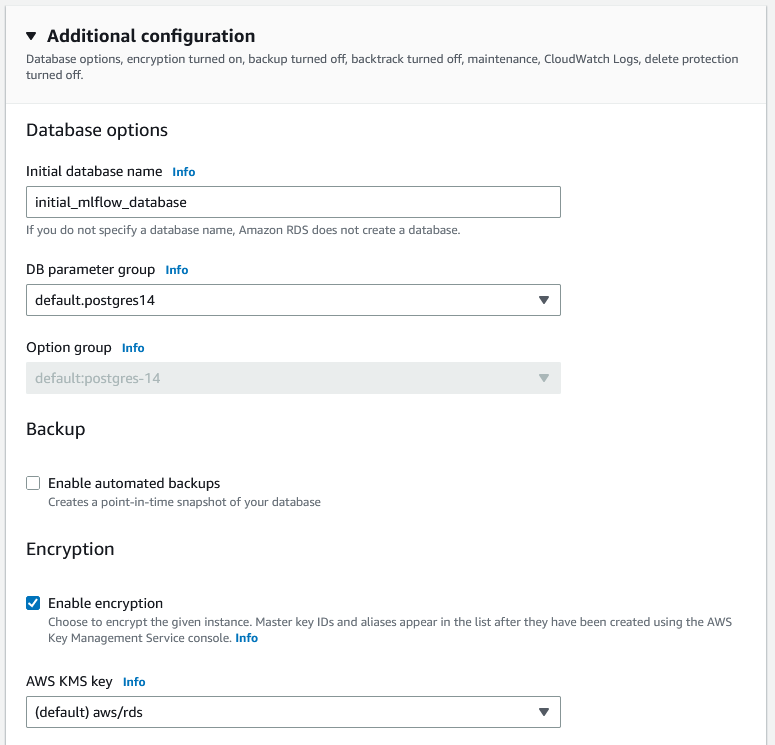 Additional configuration
Database options, encryption turned on, backup turned off, backtrack turned off, maintenance, CloudWatch Logs, delete protection
turned off.
Database options
Initial database name Info
initial_mlflow_database
If you do not specify a database name, Amazon RDS does not create a database.
DB parameter group Info
default.postgres14
Option group Info
default:postgres-14
Backup
Enable automated backups
Creates a point-in-time snapshot of your database
Encryption
Enable encryption
Choose to encrypt the given instance. Master key IDs and aliases appear in the list after they have been created using the AWS
Key Management Service console. Info
AWS KMS key Info
(default) aws/rds